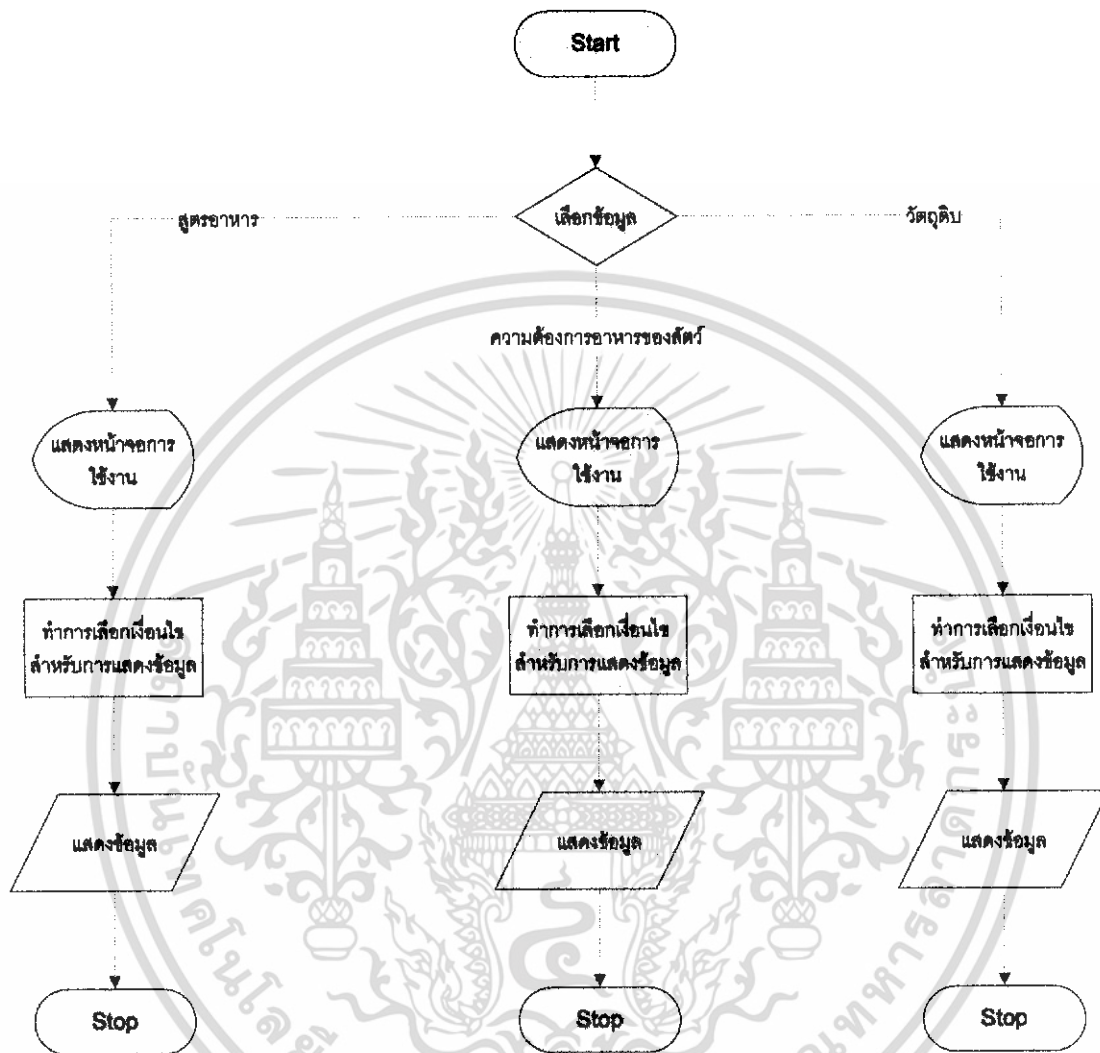 Start
เลือกข้อมูล
สูตรอาหาร
วัตถุดิบ
ความต้องการอาหารของสัตว์
แสดงหน้าจอการ
ใช้งาน
แสดงหน้าจอการ
ใช้งาน
แสดงหน้าจอการ
ใช้งาน
ทำการเลือกเงื่อนไข
สำหรับการแสดงข้อมูล
ทำการเลือกเงื่อนไข
สำหรับการแสดงข้อมูล
ทำการเลือกเงื่อนไข
สำหรับการแสดงข้อมูล
แสดงข้อมูล
แสดงข้อมูล
แสดงข้อมูล
Stop
Stop
Stop